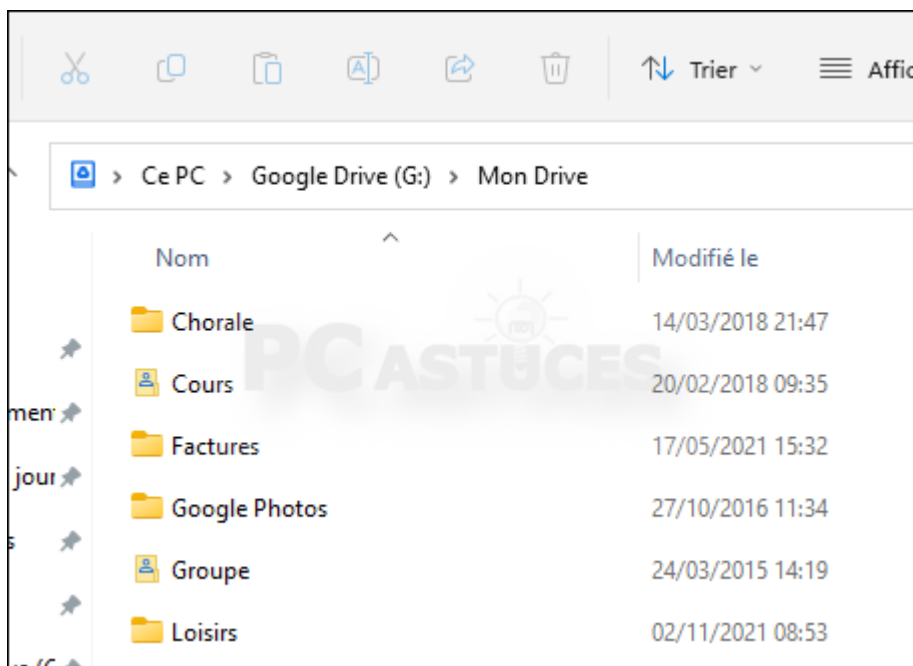 Trier
Ce PC > Google Drive (G:) > Mon Drive
Nom Modifié le
PC ASTUCES
Chorale 14/03/2018 21:47
Cours 20/02/2018 09:35
Factures 17/05/2021 15:32
jour
Google Photos 27/10/2016 11:34
Groupe 24/03/2015 14:19
Loisirs 02/11/2021 08:53